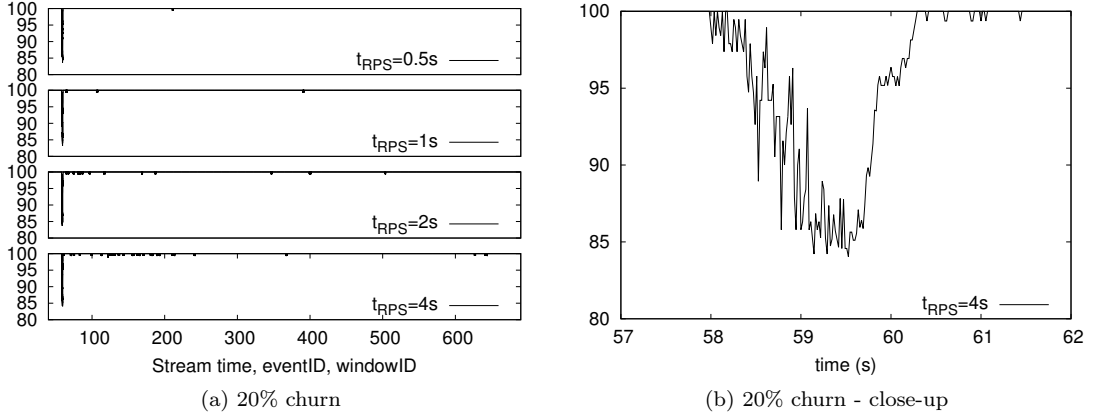 100
95
90
85
80
t_RPS=0.5s
100
95
90
85
80
t_RPS=1s
100
95
90
85
80
t_RPS=2s
100
95
90
85
80
t_RPS=4s
100 200 300 400 500 600
Stream time, eventID, windowID
(a) 20% churn
100
95
90
85
80
t_RPS=4s
57 58 59 60 61 62
time (s)
(b) 20% churn - close-up